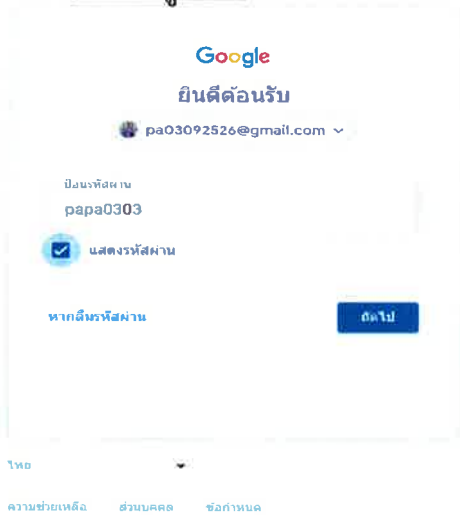 Google
ยินดีต้อนรับ
pa03092526@gmail.com
ป้อนรหัสผ่าน
papa0303
แสดงรหัสผ่าน
หากลืมรหัสผ่าน
ถัดไป
ไทย
ความช่วยเหลือ ส่วนบุคคล ข้อกำหนด